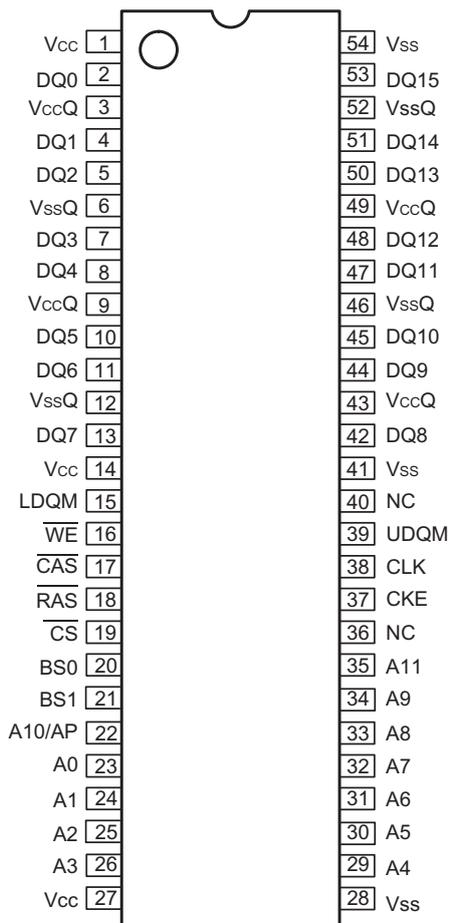 Vcc 1 54 Vss
DQ0 2 53 DQ15
VccQ 3 52 VssQ
DQ1 4 51 DQ14
DQ2 5 50 DQ13
VssQ 6 49 VccQ
DQ3 7 48 DQ12
DQ4 8 47 DQ11
VccQ 9 46 VssQ
DQ5 10 45 DQ10
DQ6 11 44 DQ9
VssQ 12 43 VccQ
DQ7 13 42 DQ8
Vcc 14 41 Vss
LDQM 15 40 NC
W̅E̅ 16 39 UDQM
C̅A̅S̅ 17 38 CLK
R̅A̅S̅ 18 37 CKE
C̅S̅ 19 36 NC
BS0 20 35 A11
BS1 21 34 A9
A10/AP 22 33 A8
A0 23 32 A7
A1 24 31 A6
A2 25 30 A5
A3 26 29 A4
Vcc 27 28 Vss